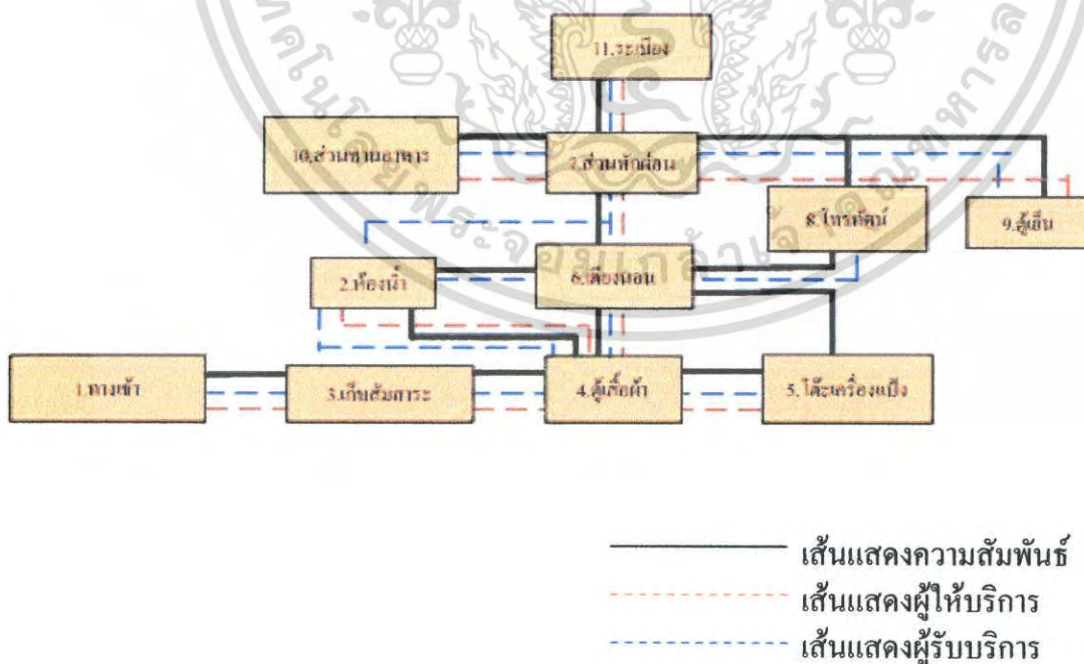 11.ระเบียง
10.ส่วนทานอาหาร
7.ส่วนพักผ่อน
8.โทรทัศน์
9.ตู้เย็น
2.ห้องน้ำ
6.เตียงนอน
1.ทางเข้า
3.เก็บสัมภาระ
4.ตู้เสื้อผ้า
5.โต๊ะเครื่องแป้ง
เส้นแสดงความสัมพันธ์
เส้นแสดงผู้ให้บริการ
เส้นแสดงผู้รับบริการ